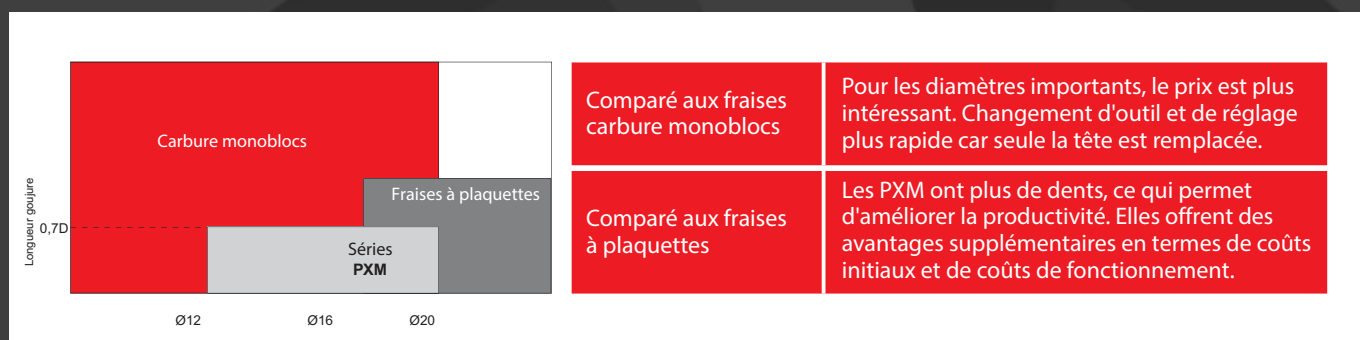 Longueur goujure
0,7D
Carbure monoblocs
Fraises à plaquettes
Séries
PXM
Ø12
Ø16
Ø20
Comparé aux fraises
carbure monoblocs
Pour les diamètres importants, le prix est plus
intéressant. Changement d'outil et de réglage
plus rapide car seule la tête est remplacée.
Comparé aux fraises
à plaquettes
Les PXM ont plus de dents, ce qui permet
d'améliorer la productivité. Elles offrent des
avantages supplémentaires en termes de coûts
initiaux et de coûts de fonctionnement.